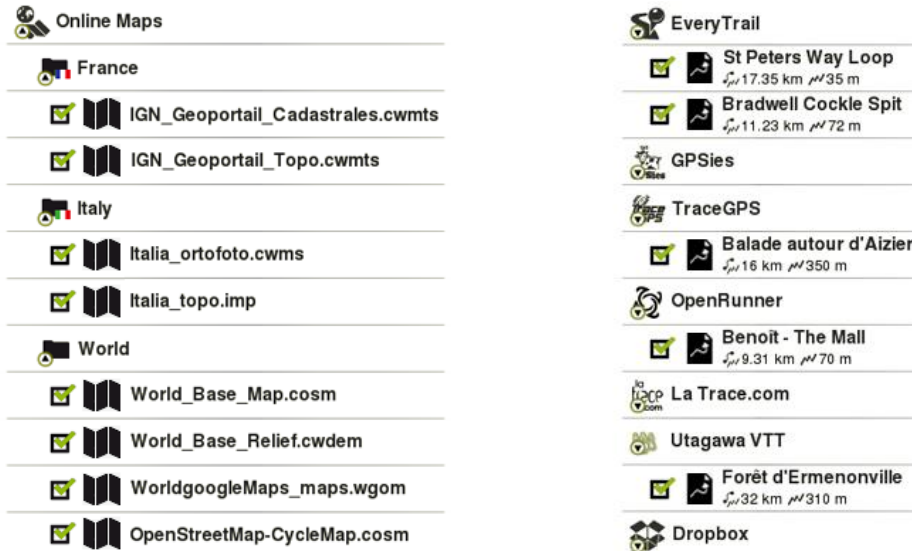 Online Maps
France
IGN_Geoportail_Cadastrales.cwmts
IGN_Geoportail_Topo.cwmts
Italy
Italia_ortofoto.cwms
Italia_topo.imp
World
World_Base_Map.cosm
World_Base_Relief.cwdem
WorldgoogleMaps_maps.wgom
OpenStreetMap-CycleMap.cosm
EveryTrail
St Peters Way Loop
17.35 km 35 m
Bradwell Cockle Spit
11.23 km 72 m
GPSies
TraceGPS
Balade autour d'Aizier
16 km 350 m
OpenRunner
Benoît - The Mall
9.31 km 70 m
la
trace
.com
La Trace.com
Utagawa VTT
Forêt d'Ermenonville
32 km 310 m
Dropbox